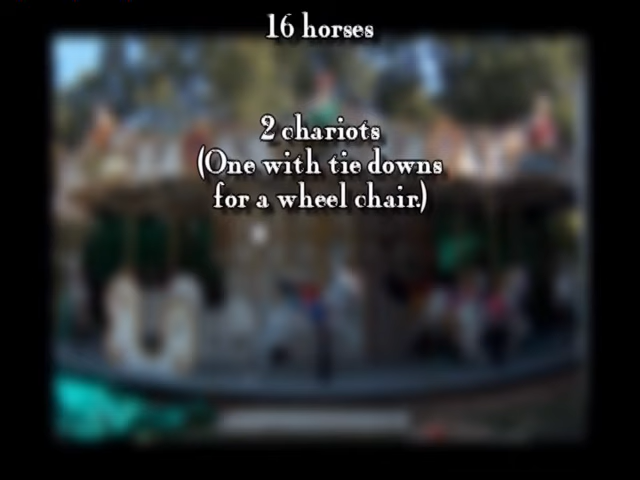 16 horses
2 chariots
(One with tie downs
for a wheel chair.)